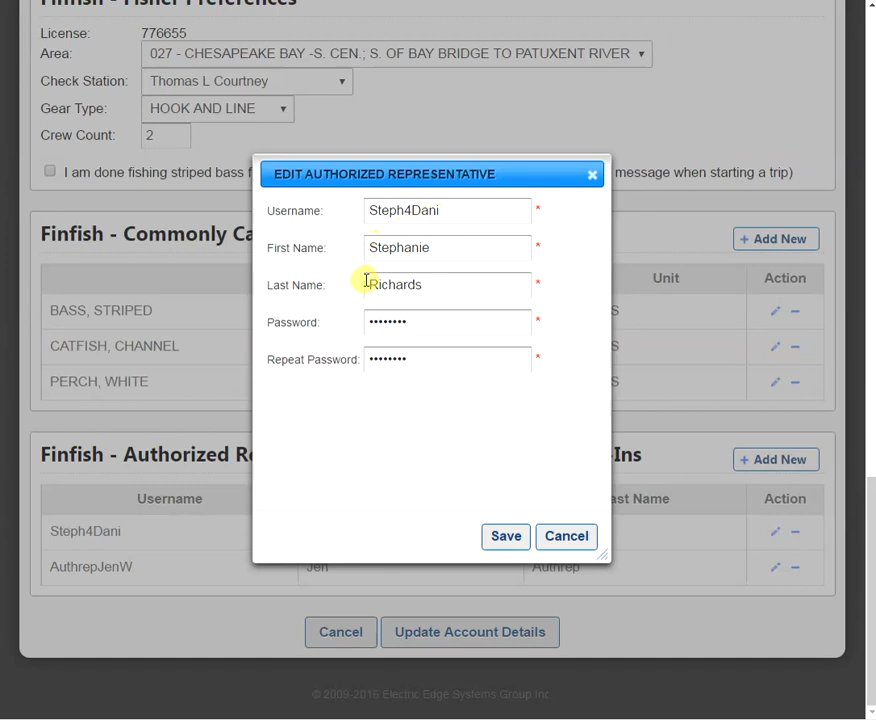 Finfish - Fisher Preferences
License: 776655
Area: 027 - CHESAPEAKE BAY -S. CEN.; S. OF BAY BRIDGE TO PATUXENT RIVER
Check Station: Thomas L Courtney
Gear Type: HOOK AND LINE
Crew Count: 2
I am done fishing striped bass f message when starting a trip)
EDIT AUTHORIZED REPRESENTATIVE
Username: Steph4Dani *
First Name: Stephanie *
Last Name: Richards *
Password: •••••••• *
Repeat Password: •••••••• *
Save Cancel
Finfish - Commonly Ca + Add New
Unit Action
BASS, STRIPED S
CATFISH, CHANNEL S
PERCH, WHITE S
Finfish - Authorized Re -Ins + Add New
Username ast Name Action
Steph4Dani
AuthrepJenW Jen Authrep
Cancel Update Account Details
© 2009-2016 Electric Edge Systems Group Inc